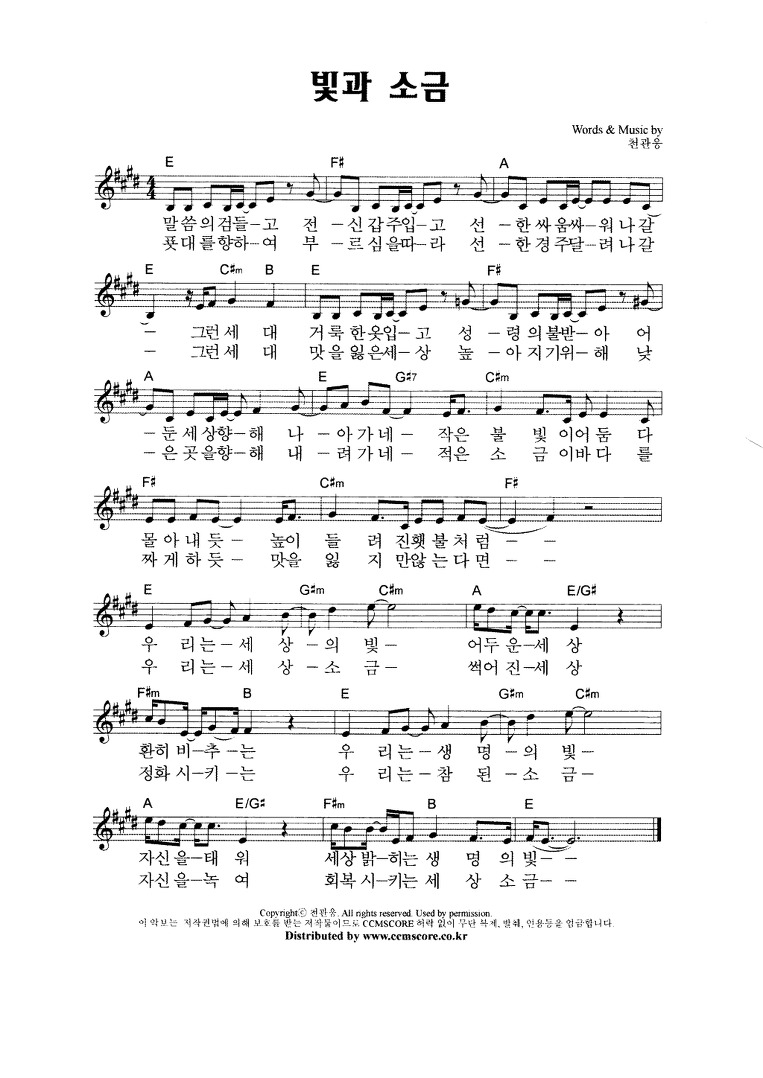 빛과 소금
Words & Music by
천관웅
E F# A
말씀의검들–고 전 – 신갑주입–고 선 – 한싸움싸–워나갈
푯대를향하–여 부 – 르심을따–라 선 – 한경주달–려나갈
E C#m B E F#
– 그런세 대 거룩한옷입–고 성 – 령의불받–아 어
– 그런세 대 맛을잃은세–상 높 – 아지기위–해 낮
A E G#7 C#m
– 둔세상향–해 나 – 아가네– 작은 불 빛이어둠 다
– 은곳을향–해 내 – 려가네– 적은 소 금이바다 를
F# C#m F#
몰아내듯– 높이 들 려 진횃불처럼 – –
짜게하듯– 맛을 잃 지 만않는다면 – –
E G#m C#m A E/G#
우 리는–세 상–의 빛– 어두운–세 상
우 리는–세 상–소 금– 썩어진–세 상
F#m B E G#m C#m
환히 비–추–는 우 리는–생 명–의 빛–
정화 시–키–는 우 리는–참 된–소 금–
A E/G# F#m B E
자신을–태 워 세상밝–히는생 명의빛– –
자신을–녹 여 회복시–키는세 상소금– –
Copyright© 천관웅. All rights reserved. Used by permission.
이 악보는 저작권법에 의해 보호를 받는 저작물이므로 CCMSCORE 허락 없이 무단 복제, 발췌, 인용등을 엄금합니다.
Distributed by www.ccmscore.co.kr